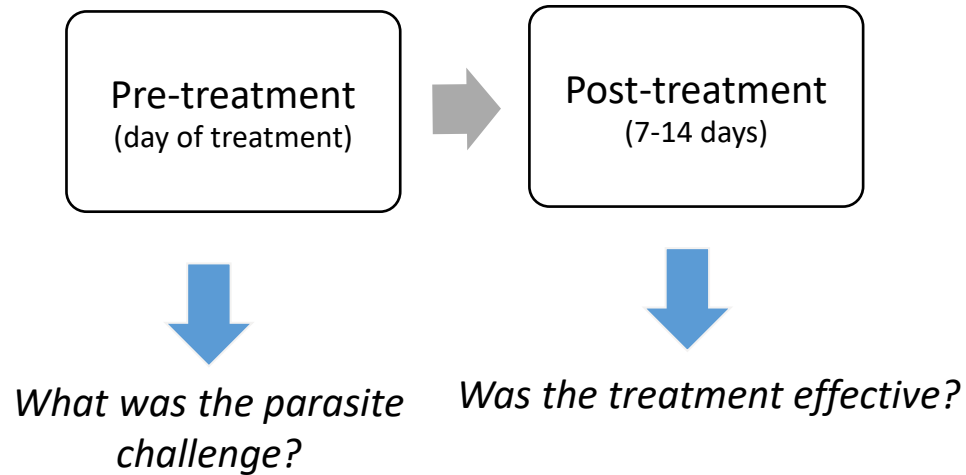 Pre-treatment
(day of treatment)
Post-treatment
(7-14 days)
What was the parasite
challenge?
Was the treatment effective?